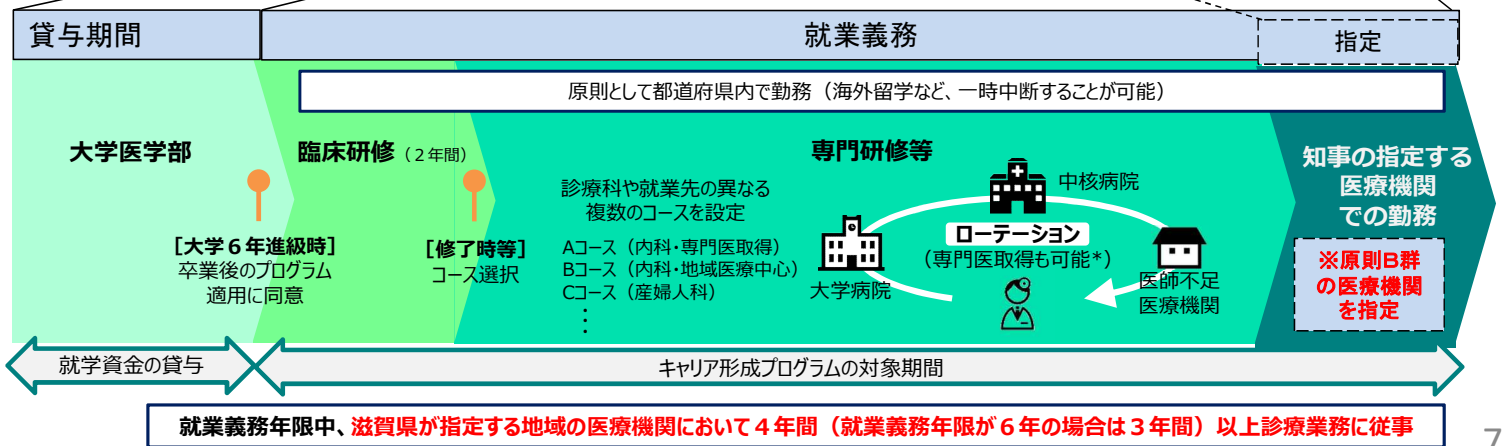 貸与期間
就業義務
指定
原則として都道府県内で勤務（海外留学など、一時中断することが可能）
大学医学部
臨床研修（２年間）
専門研修等
知事の指定する
医療機関
での勤務
[大学６年進級時]
卒業後のプログラム
適用に同意
[修了時等]
コース選択
診療科や就業先の異なる
複数のコースを設定
Aコース（内科・専門医取得）
Bコース（内科・地域医療中心）
Cコース（産婦人科）
：
中核病院
ローテーション
（専門医取得も可能*）
大学病院
医師不足
医療機関
※原則Ｂ群
の医療機関
を指定
就学資金の貸与
キャリア形成プログラムの対象期間
就業義務年限中、滋賀県が指定する地域の医療機関において４年間（就業義務年限が６年の場合は３年間）以上診療業務に従事
7